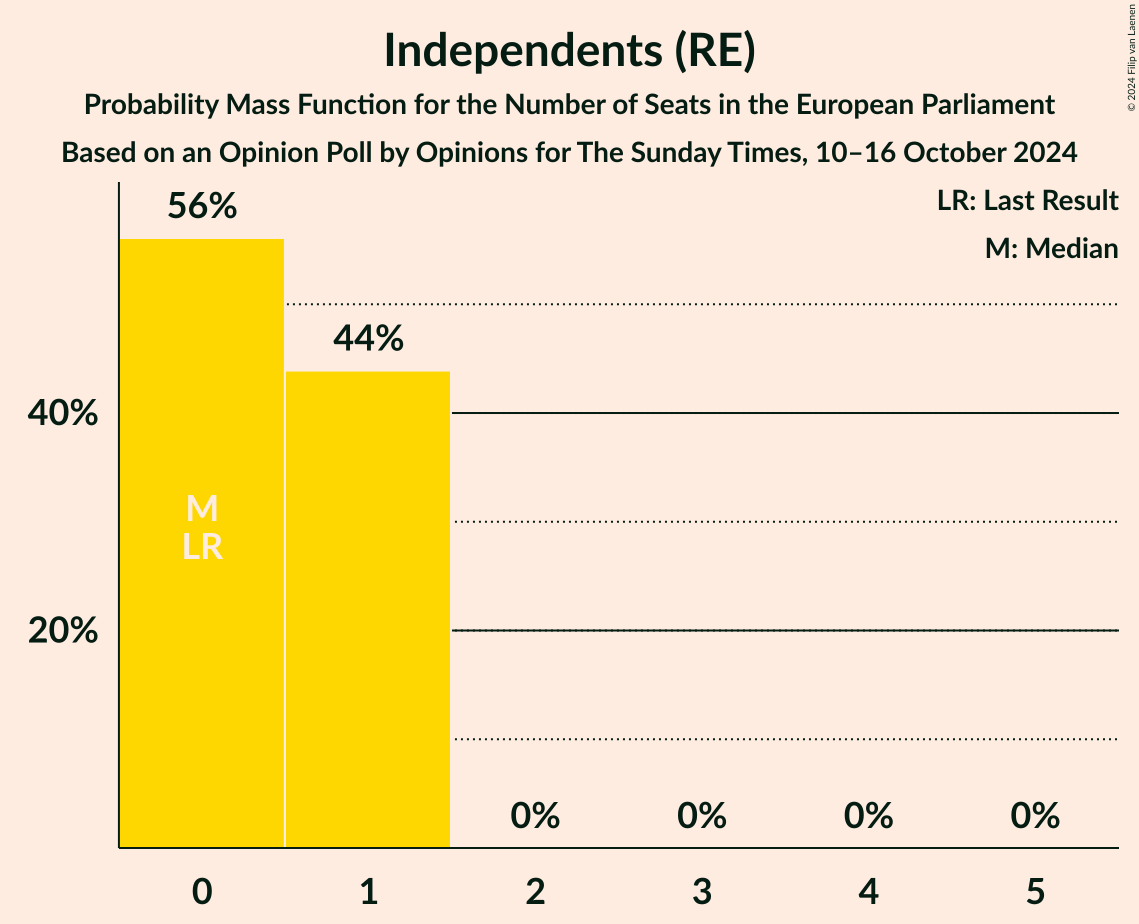 Independents (RE)
Probability Mass Function for the Number of Seats in the European Parliament
Based on an Opinion Poll by Opinions for The Sunday Times, 10–16 October 2024
© 2024 Filip van Laenen
LR: Last Result
M: Median
56%
44%
40%
20%
M
LR
0%
0%
0%
0%
0
1
2
3
4
5